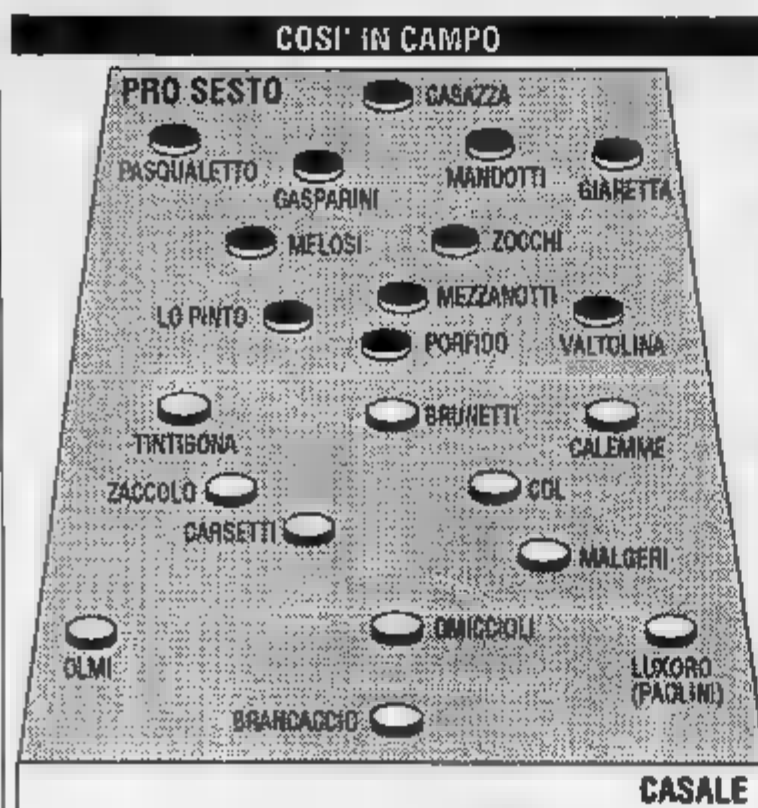 COSI' IN CAMPO
PRO SESTO
CASAZZA
PASQUALETTO
GASPARINI
MANDOTTI
GIARETTA
MELOSI
ZOCCHI
LO PINTO
MEZZANOTTI
PORFIDO
VALTOLINA
TINTISONA
BRUNETTI
CALEMME
ZACCOLO
COL
CARSETTI
MALGERI
OLMI
OMICCIOLI
LUXORO
(PAOLINI)
BRANCACCIO
CASALE